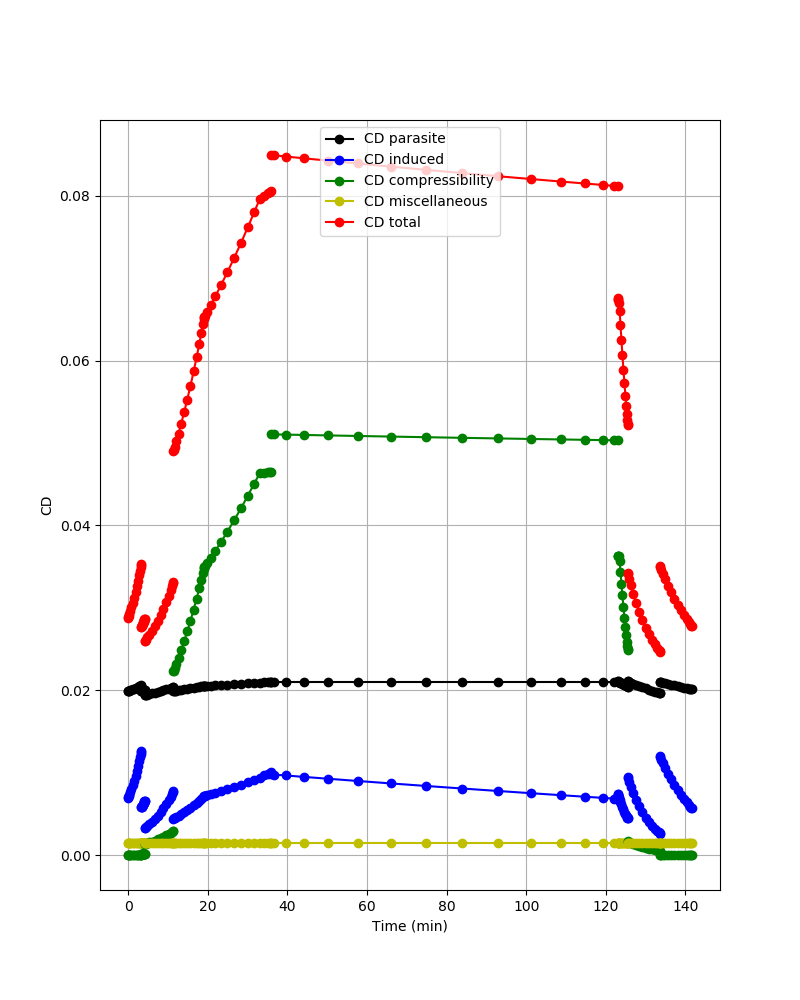 CD parasite
CD induced
CD compressibility
CD miscellaneous
CD total
0.08
0.06
0.04
0.02
0.00
CD
0 20 40 60 80 100 120 140
Time (min)